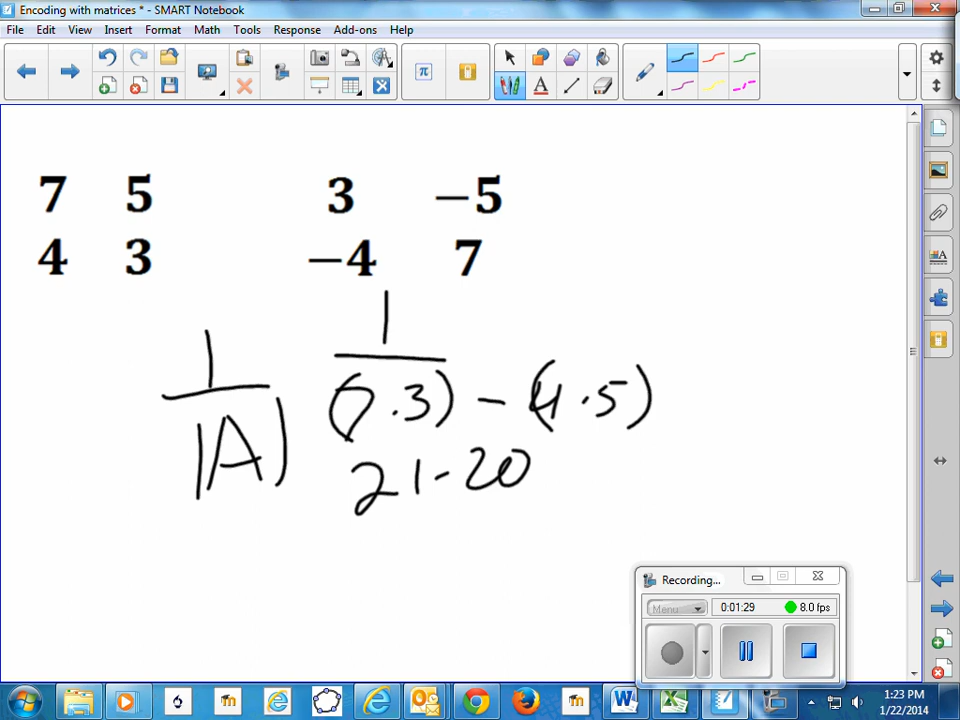 Encoding with matrices * - SMART Notebook
File Edit View Insert Format Math Tools Response Add-ons Help
7 5 3 −5
4 3 −4 7
1 1
|A| (7.3) - (4.5)
21-20
Recording...
Menu 0:01:29 8.0 fps
1:23 PM
1/22/2014